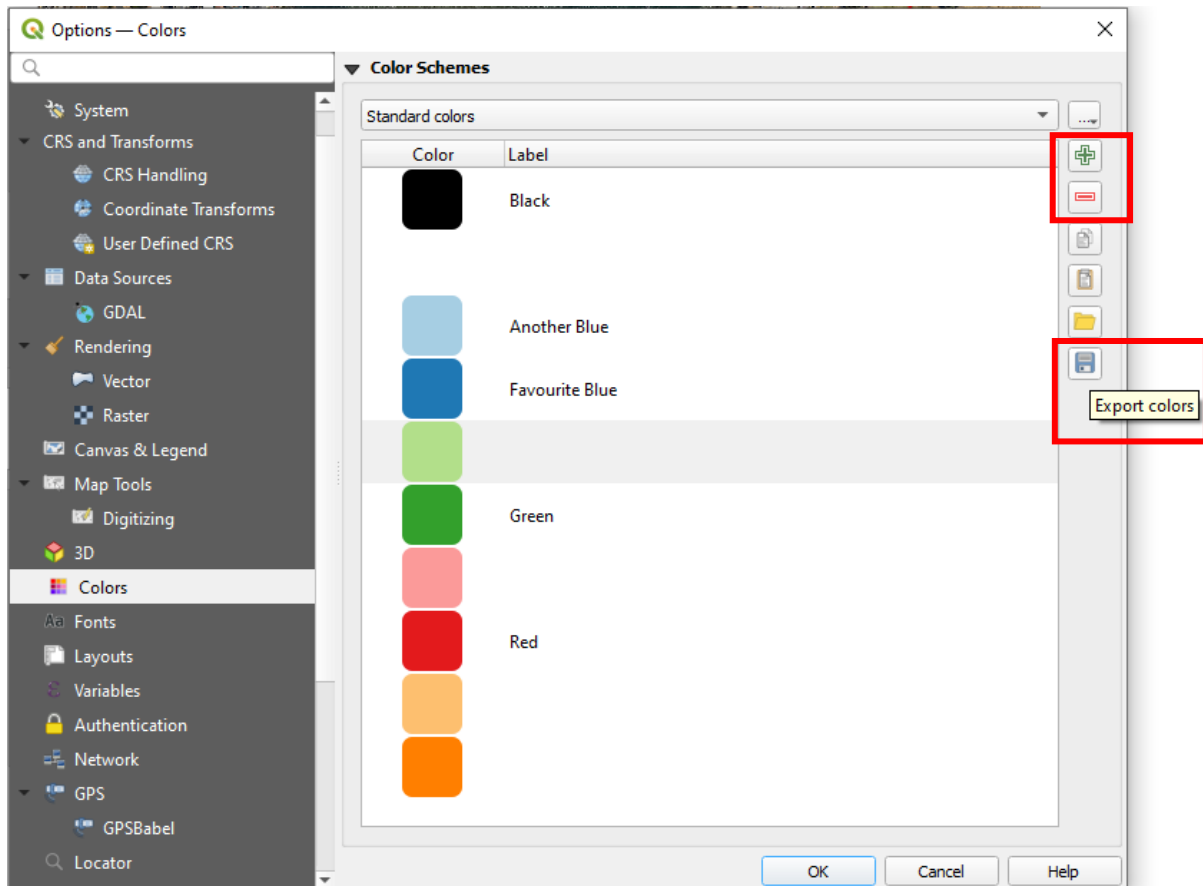 Options — Colors
System
CRS and Transforms
CRS Handling
Coordinate Transforms
User Defined CRS
Data Sources
GDAL
Rendering
Vector
Raster
Canvas & Legend
Map Tools
Digitizing
3D
Colors
Aa Fonts
Layouts
Variables
Authentication
Network
GPS
GPSBabel
Locator
Color Schemes
Standard colors
...
Color Label
Black
Another Blue
Favourite Blue
Green
Red
Export colors
OK Cancel Help